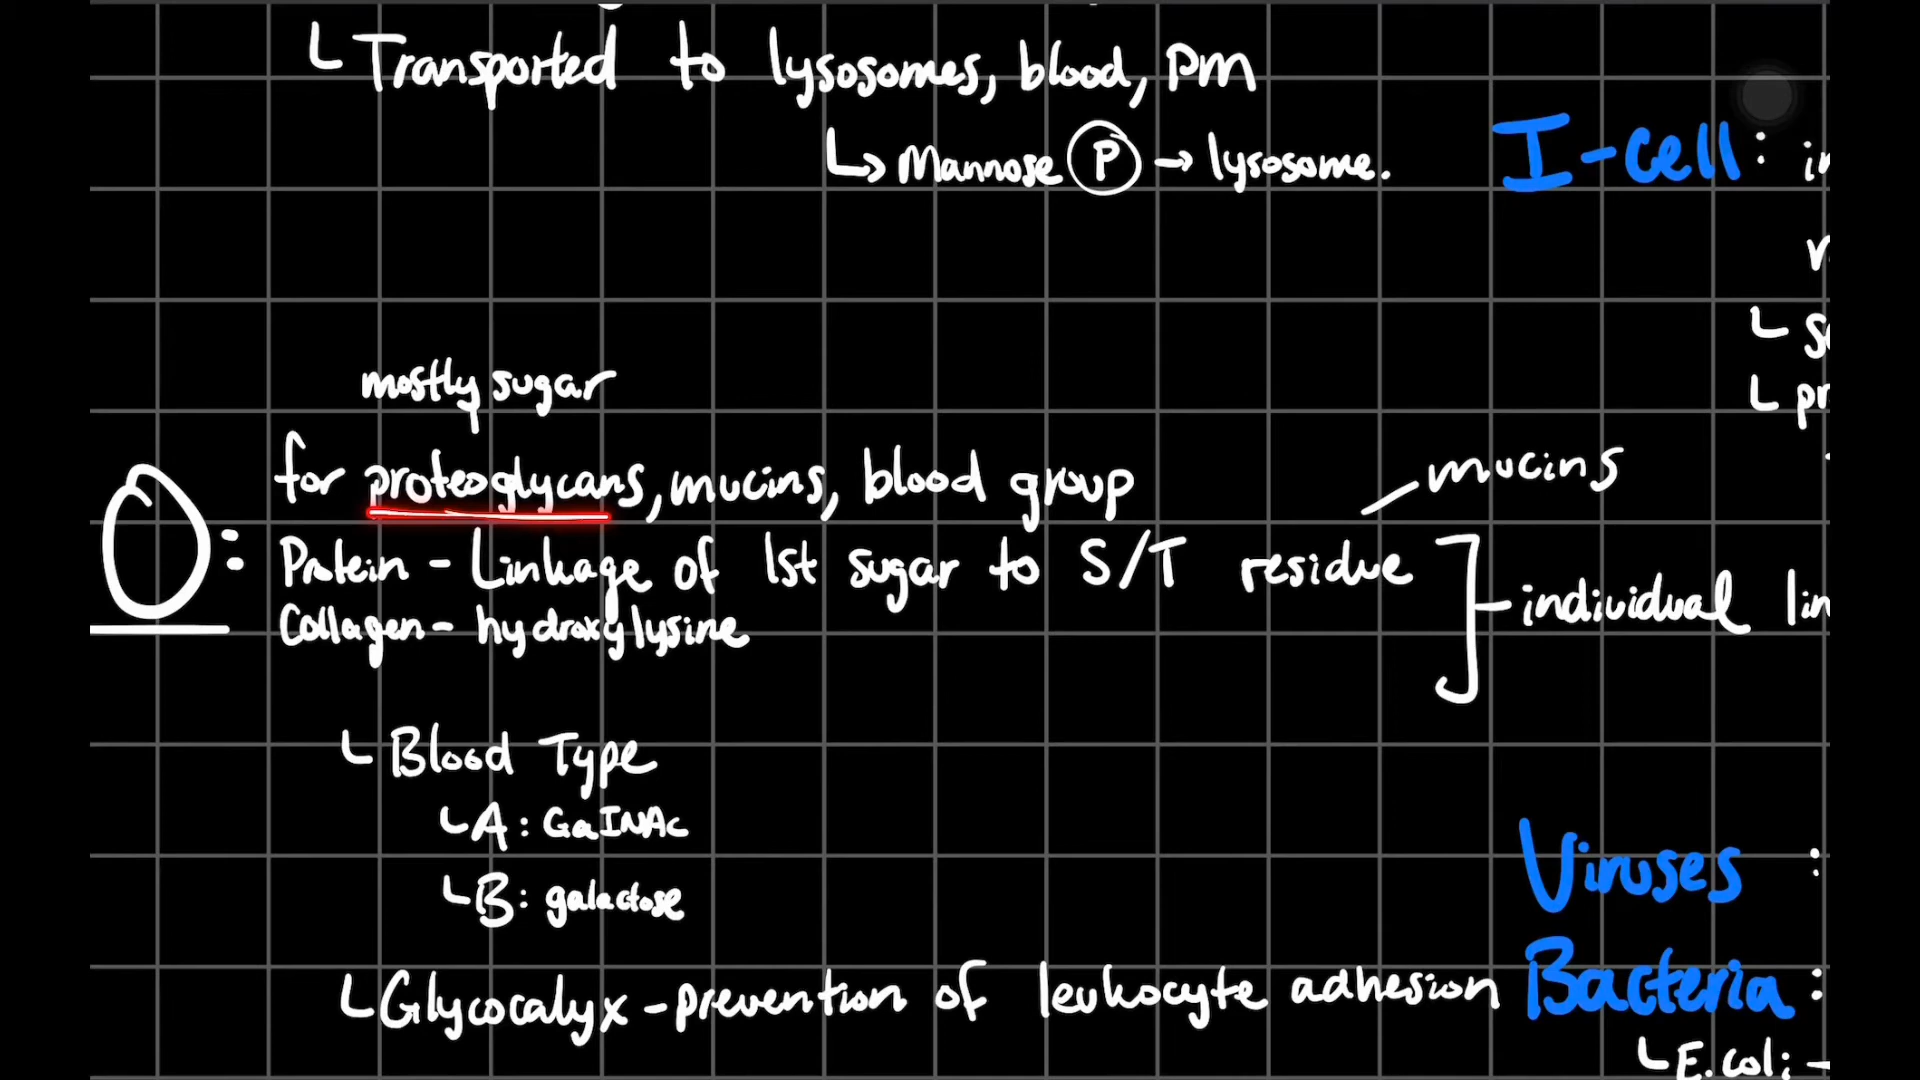 └ Transported to lysosomes, blood, PM
└> Mannose Ⓟ → lysosome.
I-cell:
mostly sugar
for proteoglycans, mucins, blood group
mucins
O:
Protein - Linkage of 1st sugar to S/T residue
individual
Collagen - hydroxylysine
└ Blood Type
└ A: GalNAc
└ B: galactose
Viruses :
└ Glycocalyx - prevention of leukocyte adhesion
Bacteria :
└ E. coli -